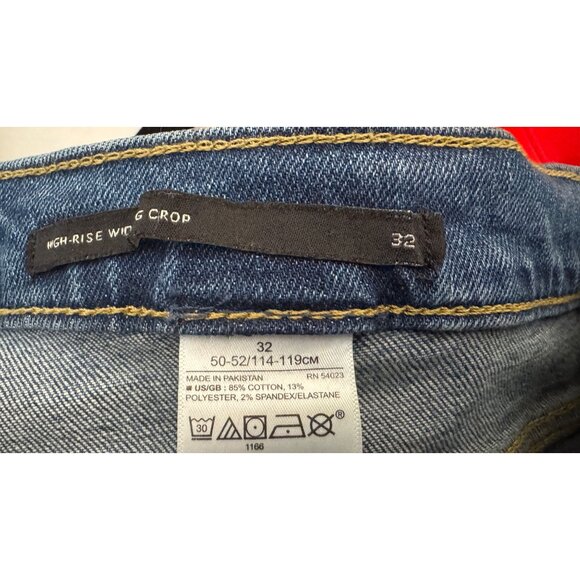 G CROP
HIGH-RISE WID
32
32
50-52/114-119CM
MADE IN PAKISTAN RN 54023
US/GB : 85% COTTON, 13%
POLYESTER, 2% SPANDEX/ELASTANE
30
®
1166